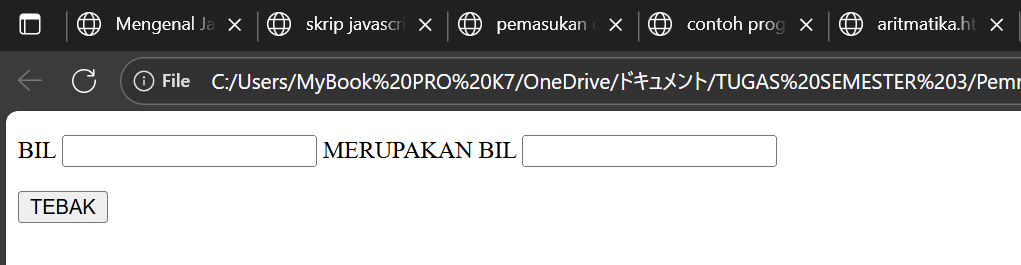 Mengenal Ja
skrip javascri
pemasukan
contoh prog
aritmatika.ht
File C:/Users/MyBook%20PRO%20K7/OneDrive/ドキュメント/TUGAS%20SEMESTER%203/Pemr
BIL MERUPAKAN BIL
TEBAK